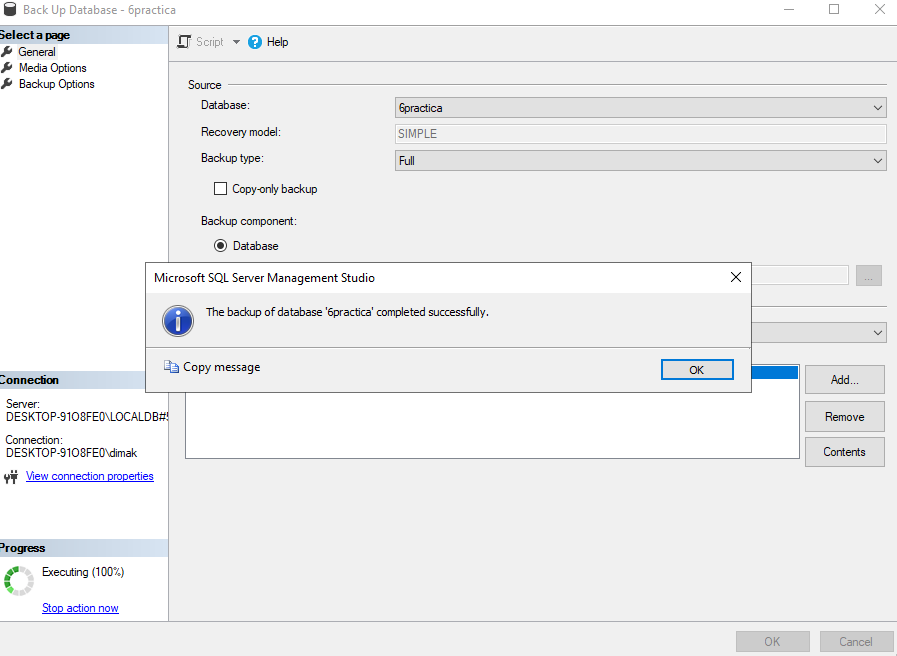 Back Up Database - 6practica
Select a page
General
Media Options
Backup Options
Script
Help
Source
Database:
6practica
Recovery model:
SIMPLE
Backup type:
Full
Copy-only backup
Backup component:
Database
...
Microsoft SQL Server Management Studio
The backup of database '6practica' completed successfully.
Copy message
OK
Add...
Remove
Contents
Connection
Server:
DESKTOP-91O8FE0\LOCALDB#
Connection:
DESKTOP-91O8FE0\dimak
View connection properties
Progress
Executing (100%)
Stop action now
OK
Cancel